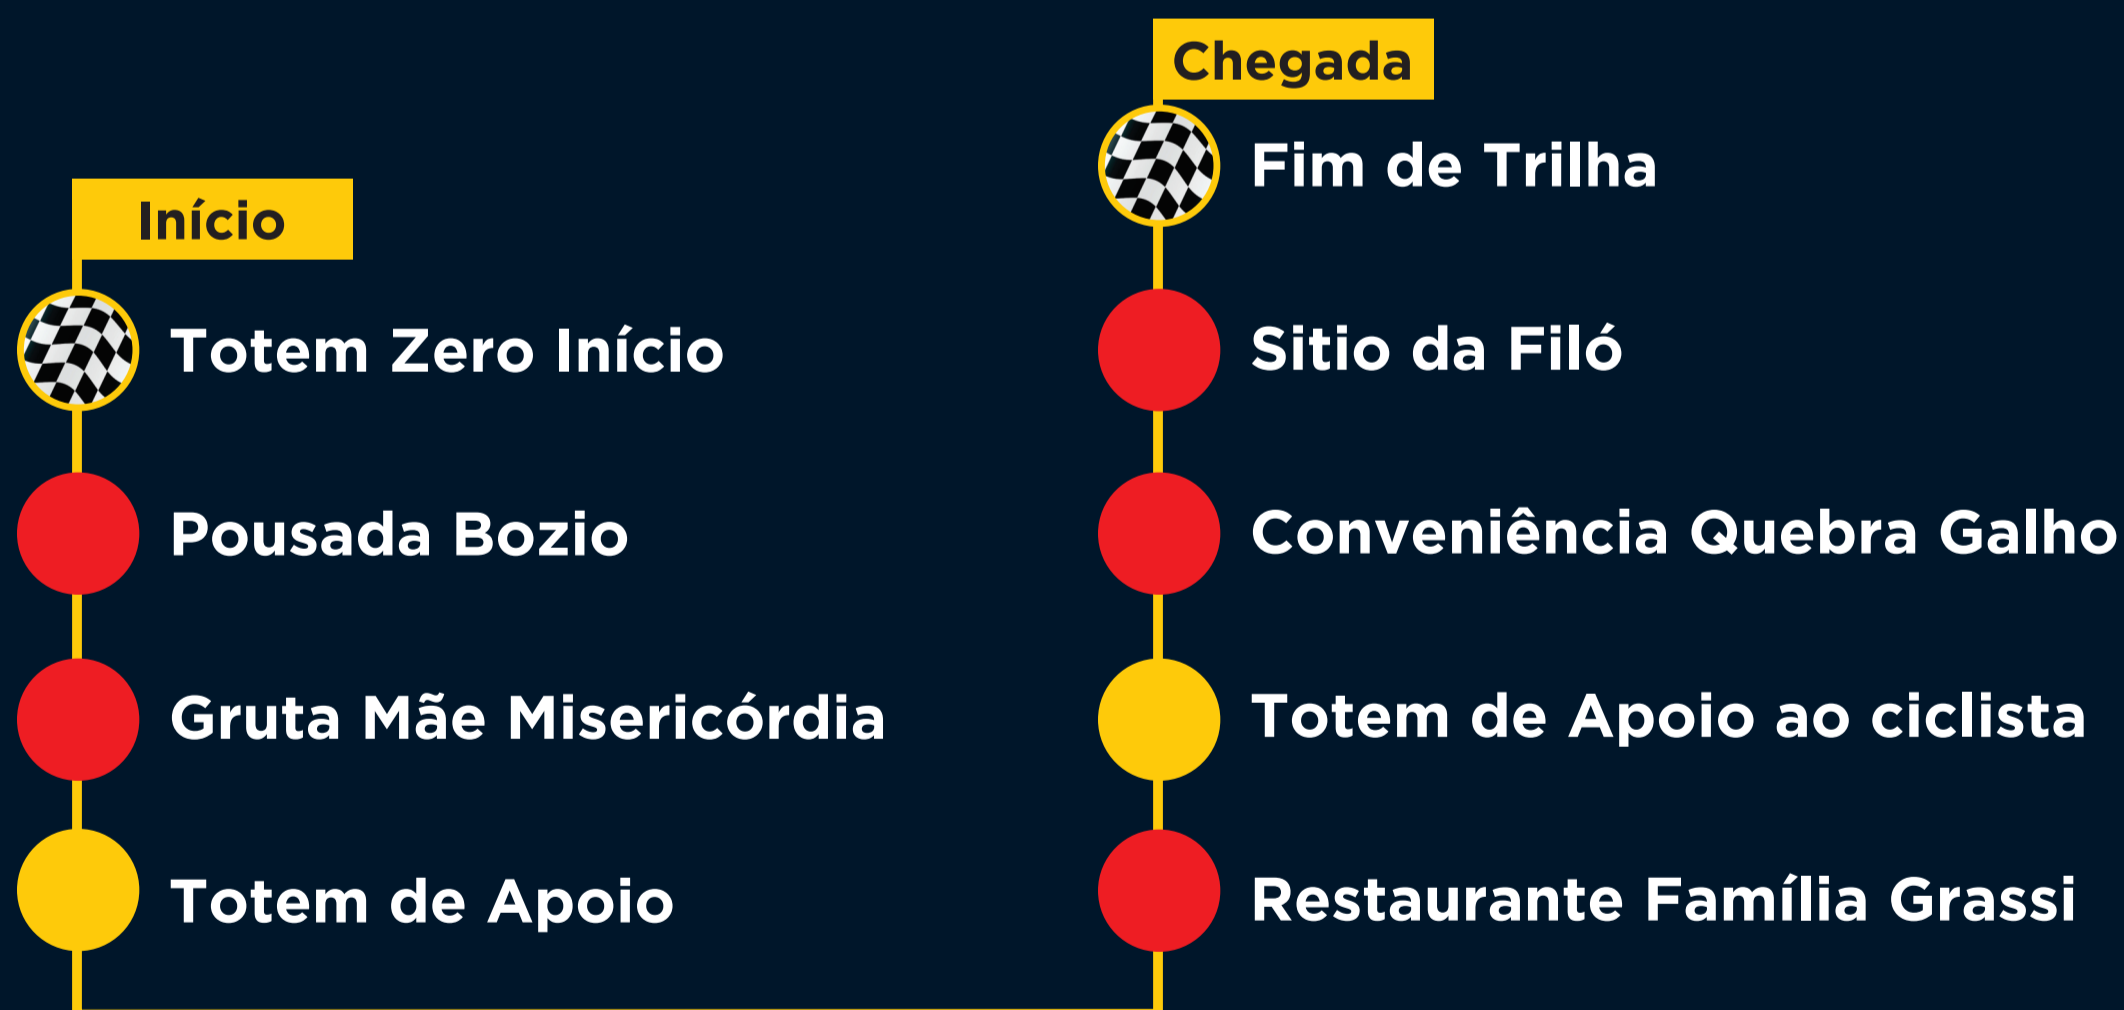 Início
Totem Zero Início
Pousada Bozio
Gruta Mãe Misericórdia
Totem de Apoio
Chegada
Fim de Trilha
Sitio da Filó
Conveniência Quebra Galho
Totem de Apoio ao ciclista
Restaurante Família Grassi